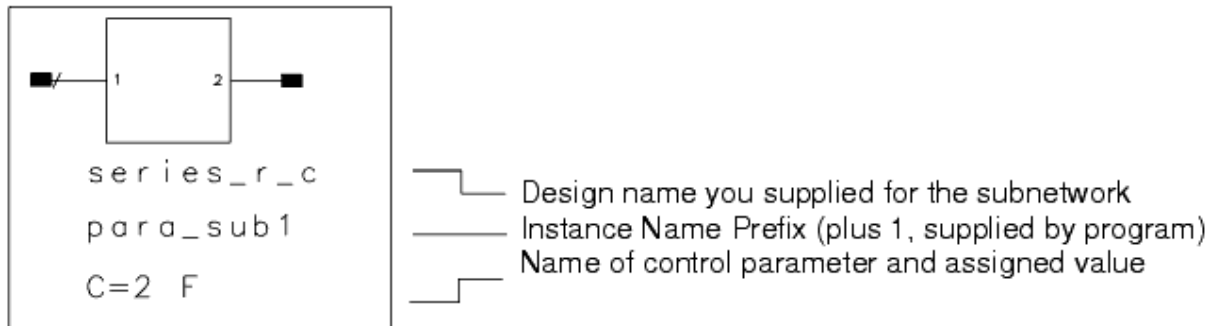 1 2
series_r_c
para_sub1
C=2 F
Design name you supplied for the subnetwork
Instance Name Prefix (plus 1, supplied by program)
Name of control parameter and assigned value